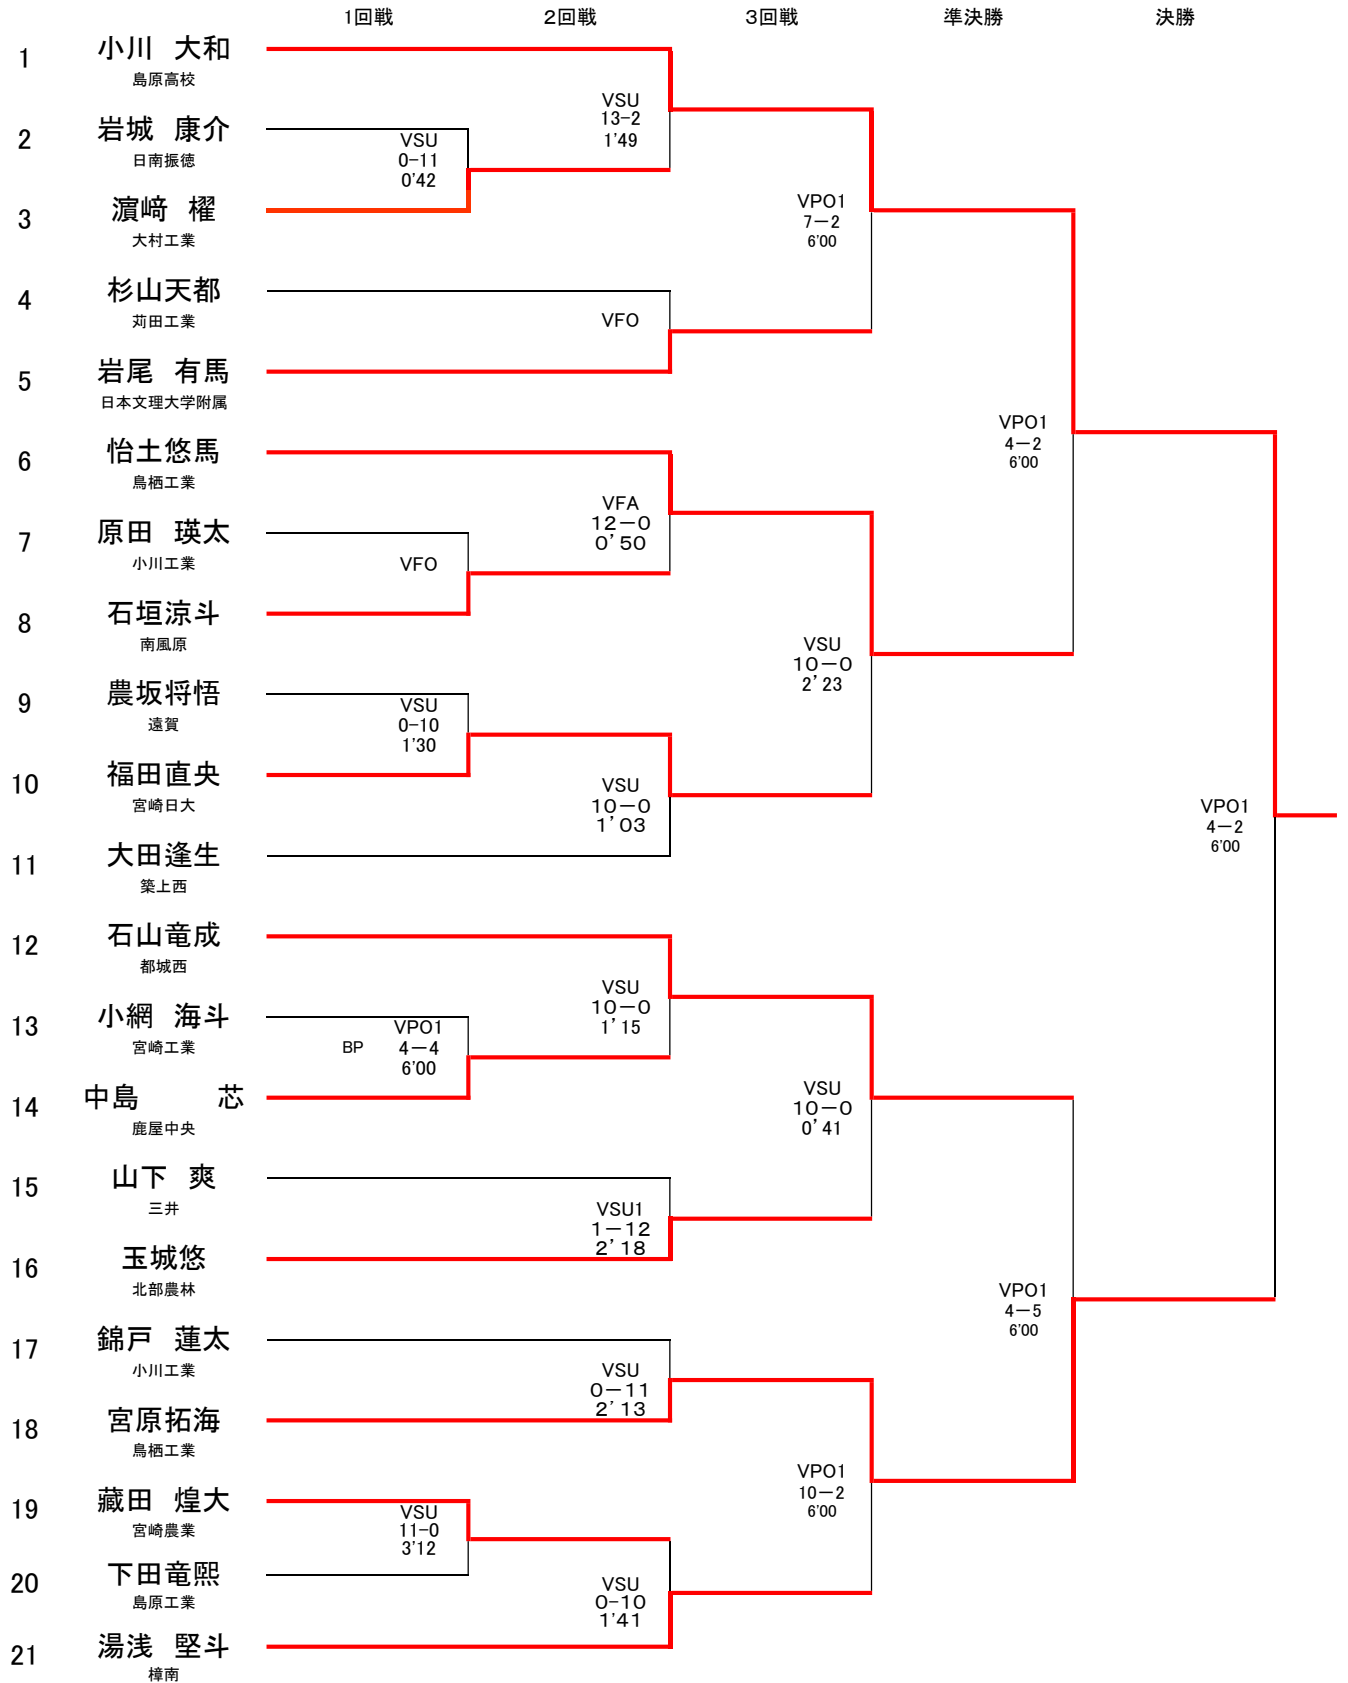 1回戦 2回戦 3回戦 準決勝 決勝
1 小川 大和
島原高校
VSU
13-2
1'49
2 岩城 康介
日南振徳
VSU
0-11
0'42
3 濵﨑 櫂
大村工業
VPO1
7−2
6'00
4 杉山天都
苅田工業
VFO
5 岩尾 有馬
日本文理大学附属
VPO1
4−2
6'00
6 怡土悠馬
鳥栖工業
VFA
12−0
0'50
7 原田 瑛太
小川工業
VFO
8 石垣涼斗
南風原
VSU
10−0
2'23
9 農坂将悟
遠賀
VSU
0-10
1'30
10 福田直央
宮崎日大
VSU
10−0
1'03
VPO1
4−2
6'00
11 大田逢生
築上西
12 石山竜成
都城西
VSU
10−0
1'15
13 小網 海斗
宮崎工業
VPO1
BP 4−4
6'00
14 中島 芯
鹿屋中央
VSU
10−0
0'41
15 山下 爽
三井
VSU1
1−12
2'18
16 玉城悠
北部農林
VPO1
4−5
6'00
17 錦戸 蓮太
小川工業
VSU
0−11
2'13
18 宮原拓海
鳥栖工業
VPO1
10−2
6'00
19 藏田 煌大
宮崎農業
VSU
11-0
3'12
20 下田竜熙
島原工業
VSU
0-10
1'41
21 湯浅 堅斗
樟南